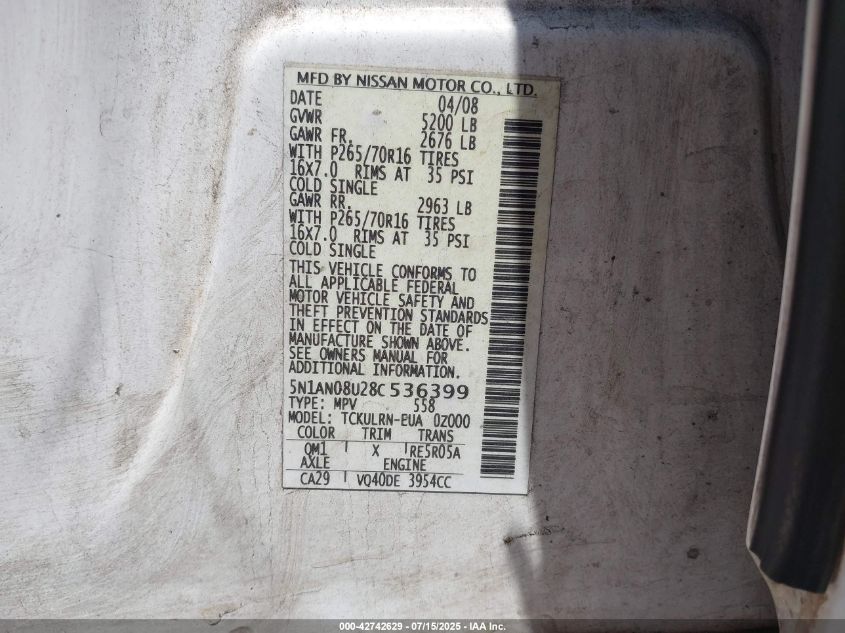 MFD BY NISSAN MOTOR CO., LTD.
DATE 04/08
GVWR 5200 LB
GAWR FR. 2676 LB
WITH P265/70R16 TIRES
16X7.0 RIMS AT 35 PSI
COLD SINGLE
GAWR RR. 2963 LB
WITH P265/70R16 TIRES
16X7.0 RIMS AT 35 PSI
COLD SINGLE
THIS VEHICLE CONFORMS TO
ALL APPLICABLE FEDERAL
MOTOR VEHICLE SAFETY AND
THEFT PREVENTION STANDARDS
IN EFFECT ON THE DATE OF
MANUFACTURE SHOWN ABOVE.
SEE OWNERS MANUAL FOR
ADDITIONAL INFORMATION.
5N1AN08U28C536399
TYPE: MPV 558
MODEL: TCKULRN-EUA 0Z000
COLOR TRIM TRANS
QM1 X RE5R05A
AXLE ENGINE
CA29 VQ40DE 3954CC
000-42742629 - 07/15/2025 - IAA Inc.